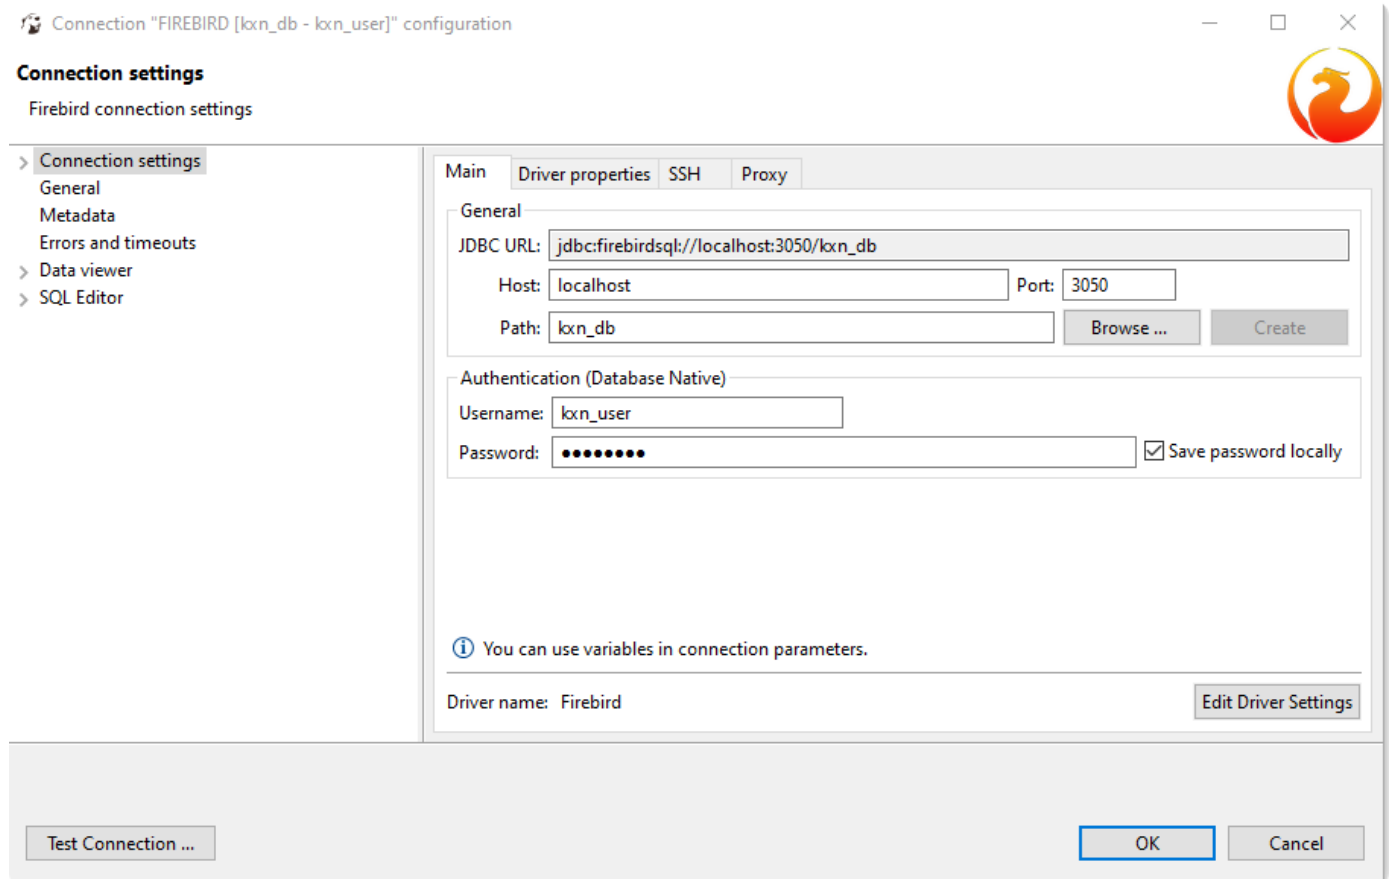 Connection "FIREBIRD [kxn_db - kxn_user]" configuration
Connection settings
Firebird connection settings
Connection settings
General
Metadata
Errors and timeouts
Data viewer
SQL Editor
Main Driver properties SSH Proxy
General
JDBC URL: jdbc:firebirdsql://localhost:3050/kxn_db
Host: localhost Port: 3050
Path: kxn_db Browse ... Create
Authentication (Database Native)
Username: kxn_user
Password: ●●●●●●●● Save password locally
You can use variables in connection parameters.
Driver name: Firebird Edit Driver Settings
Test Connection ... OK Cancel